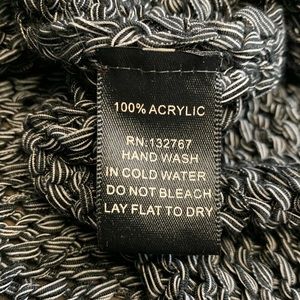 100% ACRYLIC
RN:132767
HAND WASH
IN COLD WATER
DO NOT BLEACH
LAY FLAT TO DRY